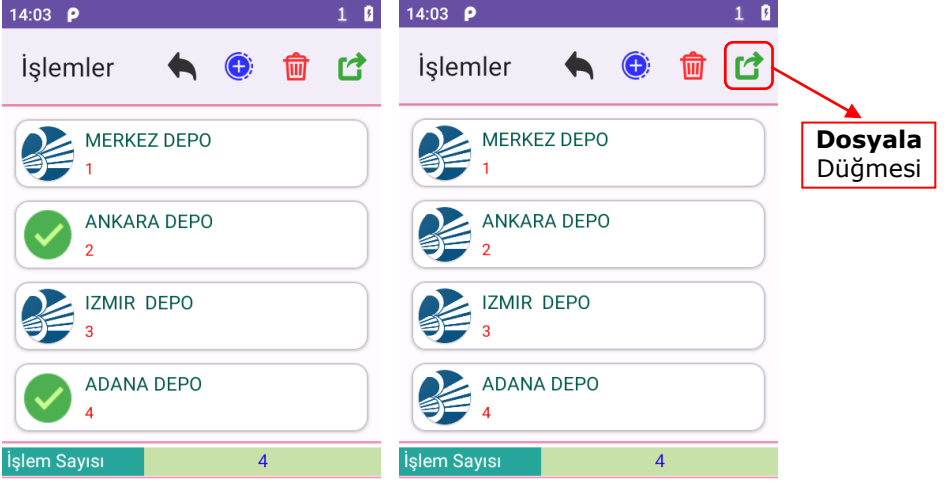 14:03 1
İşlemler
MERKEZ DEPO
1
ANKARA DEPO
2
IZMIR DEPO
3
ADANA DEPO
4
İşlem Sayısı 4
14:03 1
İşlemler
MERKEZ DEPO
1
ANKARA DEPO
2
IZMIR DEPO
3
ADANA DEPO
4
İşlem Sayısı 4
Dosyala
Düğmesi